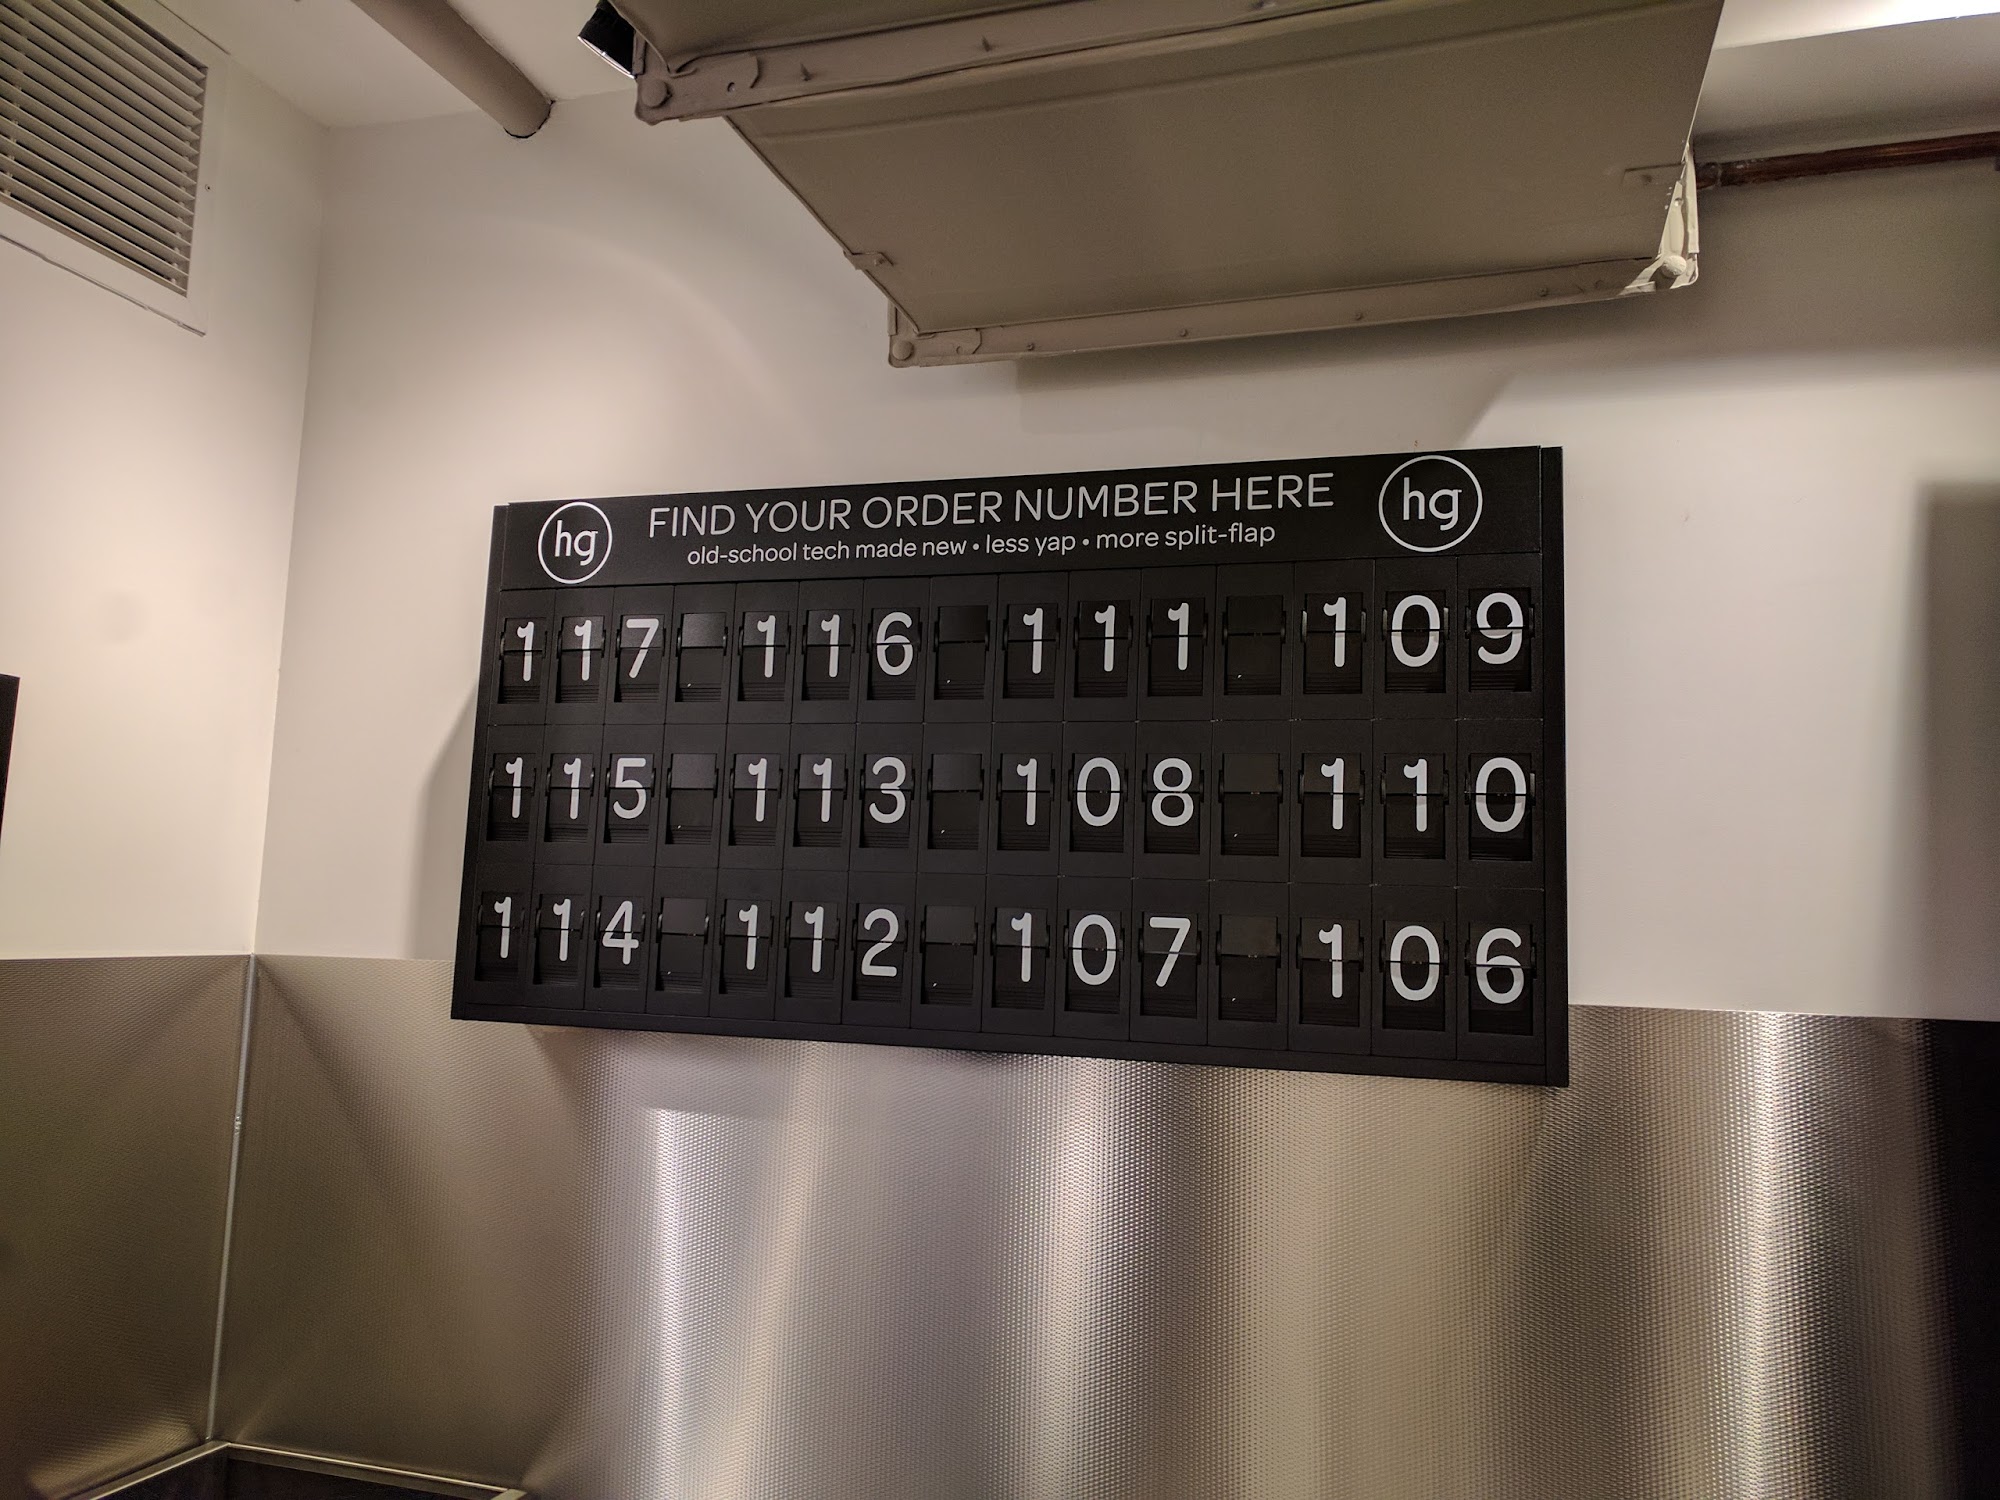 hg FIND YOUR ORDER NUMBER HERE hg
old-school tech made new • less yap • more split-flap
117 116 111 109
115 113 108 110
114 112 107 106